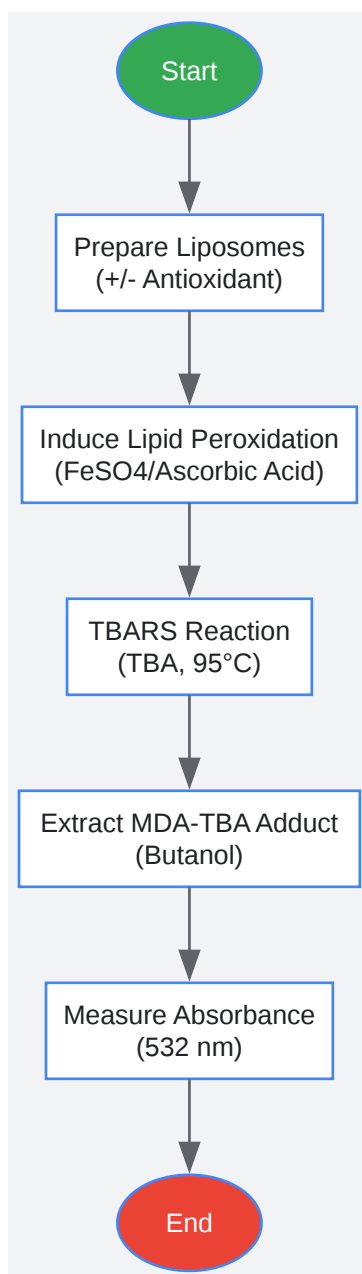 Start
Prepare Liposomes
(+/- Antioxidant)
Induce Lipid Peroxidation
(FeSO4/Ascorbic Acid)
TBARS Reaction
(TBA, 95°C)
Extract MDA-TBA Adduct
(Butanol)
Measure Absorbance
(532 nm)
End